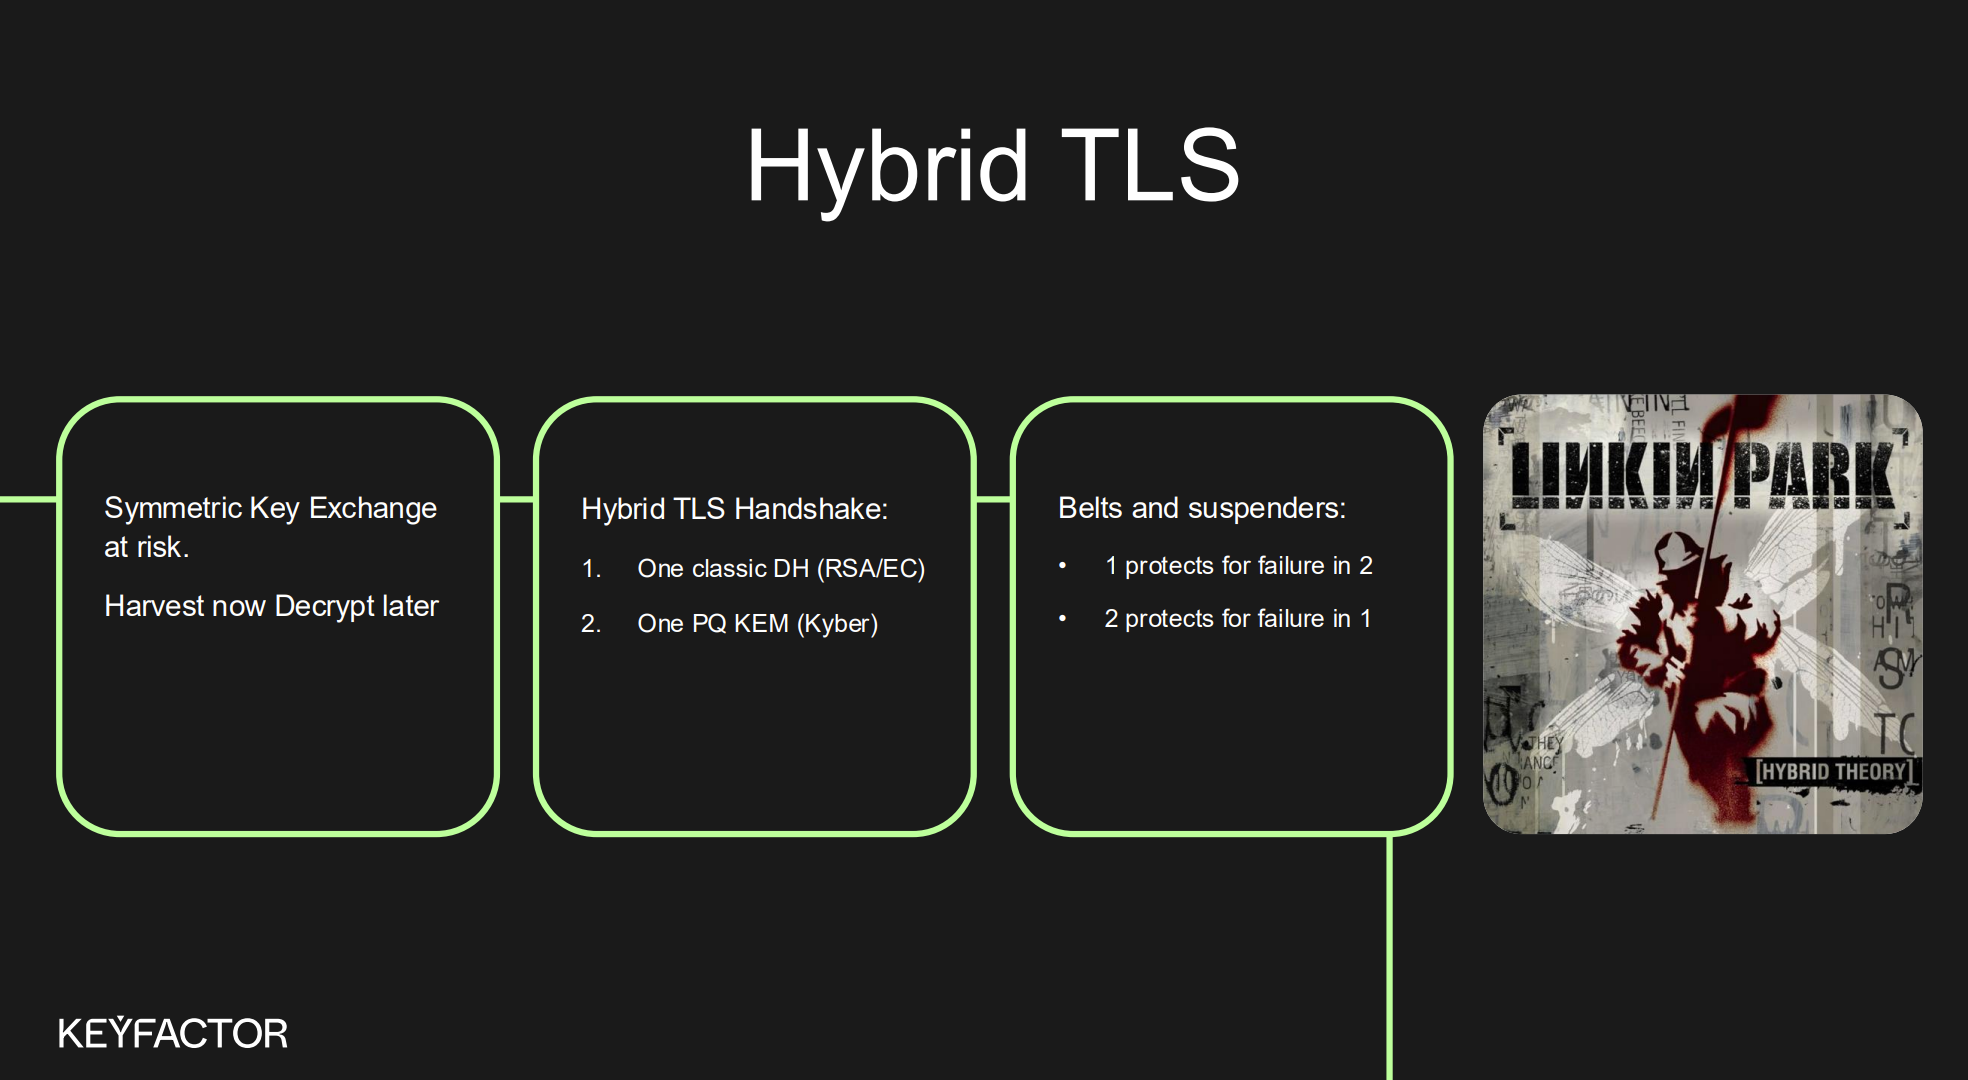 Hybrid TLS
Symmetric Key Exchange
at risk.
Harvest now Decrypt later
Hybrid TLS Handshake:
1. One classic DH (RSA/EC)
2. One PQ KEM (Kyber)
Belts and suspenders:
• 1 protects for failure in 2
• 2 protects for failure in 1
LINKIN PARK
THEY
[HYBRID THEORY]
KEYFACTOR